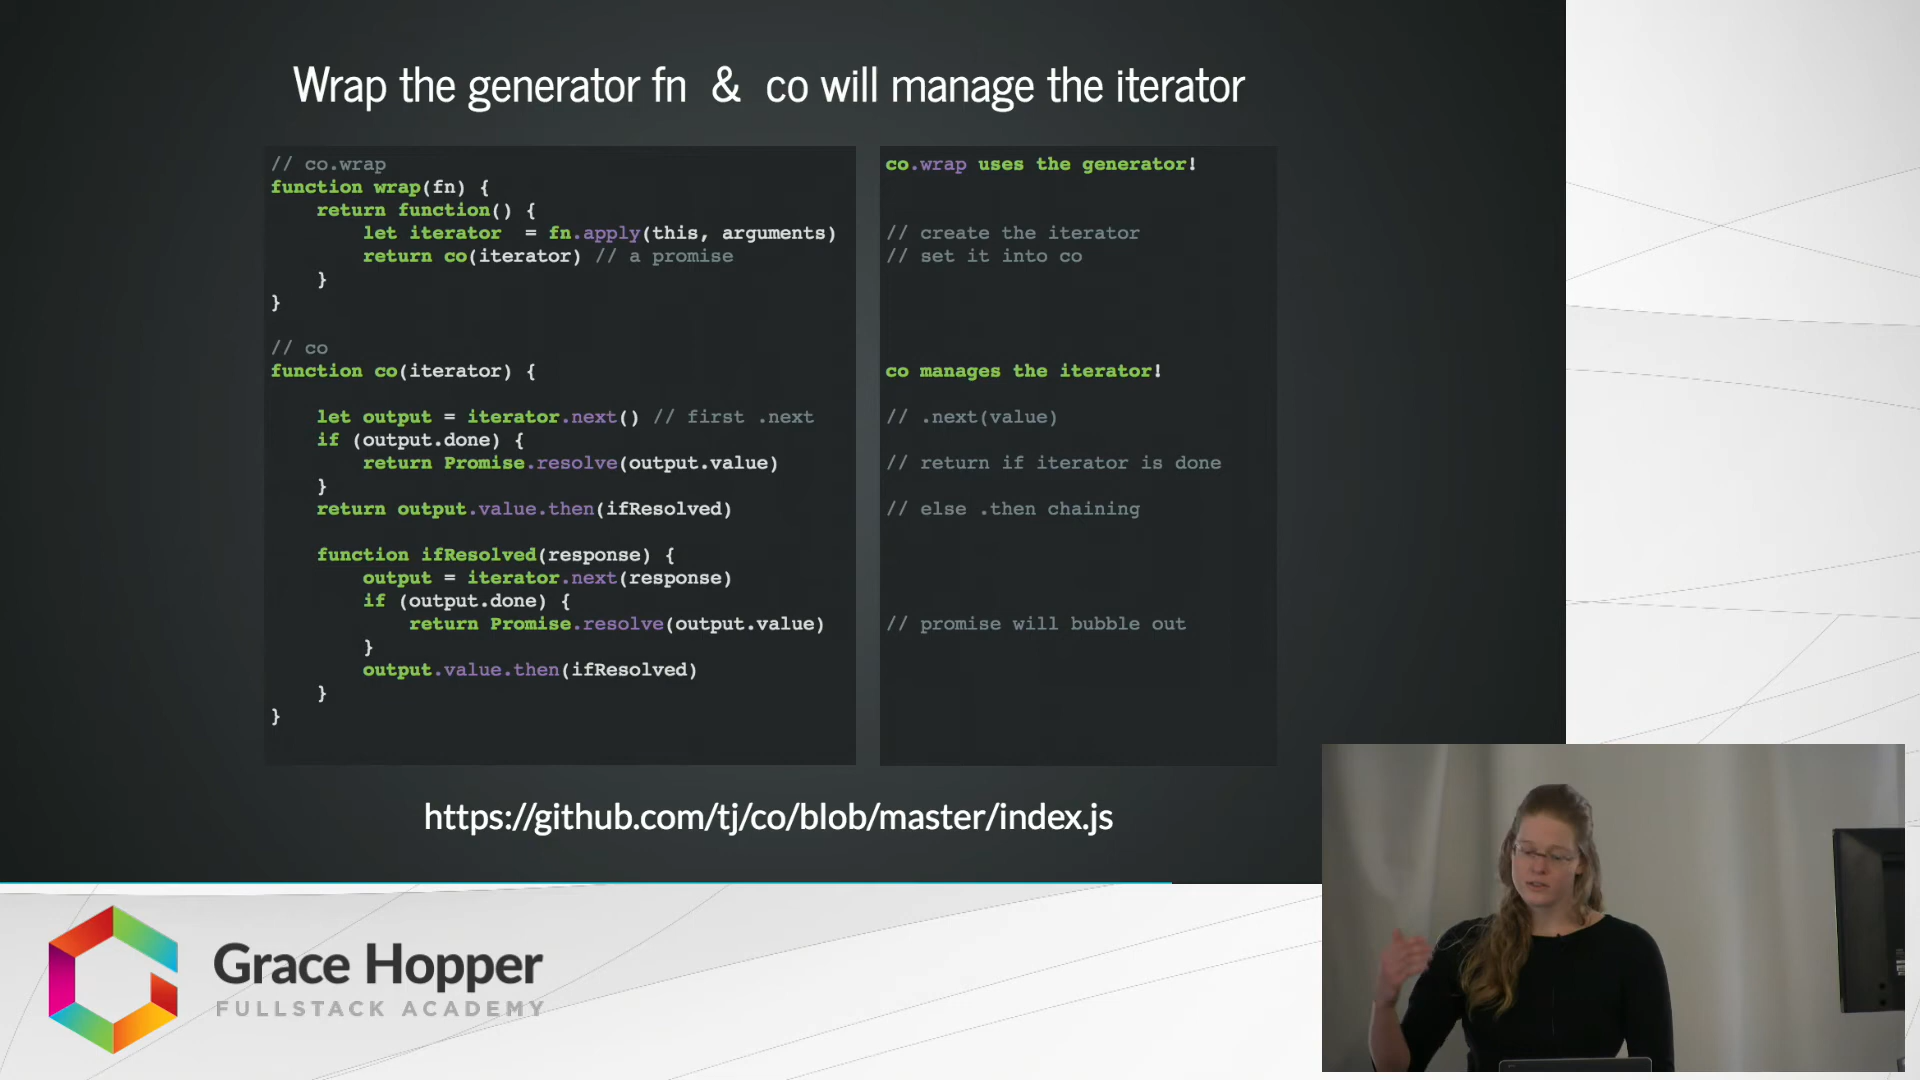 Wrap the generator fn & co will manage the iterator
// co.wrap
function wrap(fn) {
return function() {
let iterator = fn.apply(this, arguments)
return co(iterator) // a promise
}
}
// co
function co(iterator) {
let output = iterator.next() // first .next
if (output.done) {
return Promise.resolve(output.value)
}
return output.value.then(ifResolved)
function ifResolved(response) {
output = iterator.next(response)
if (output.done) {
return Promise.resolve(output.value)
}
output.value.then(ifResolved)
}
}
co.wrap uses the generator!
// create the iterator
// set it into co
co manages the iterator!
// .next(value)
// return if iterator is done
// else .then chaining
// promise will bubble out
https://github.com/tj/co/blob/master/index.js
Grace Hopper
FULLSTACK ACADEMY